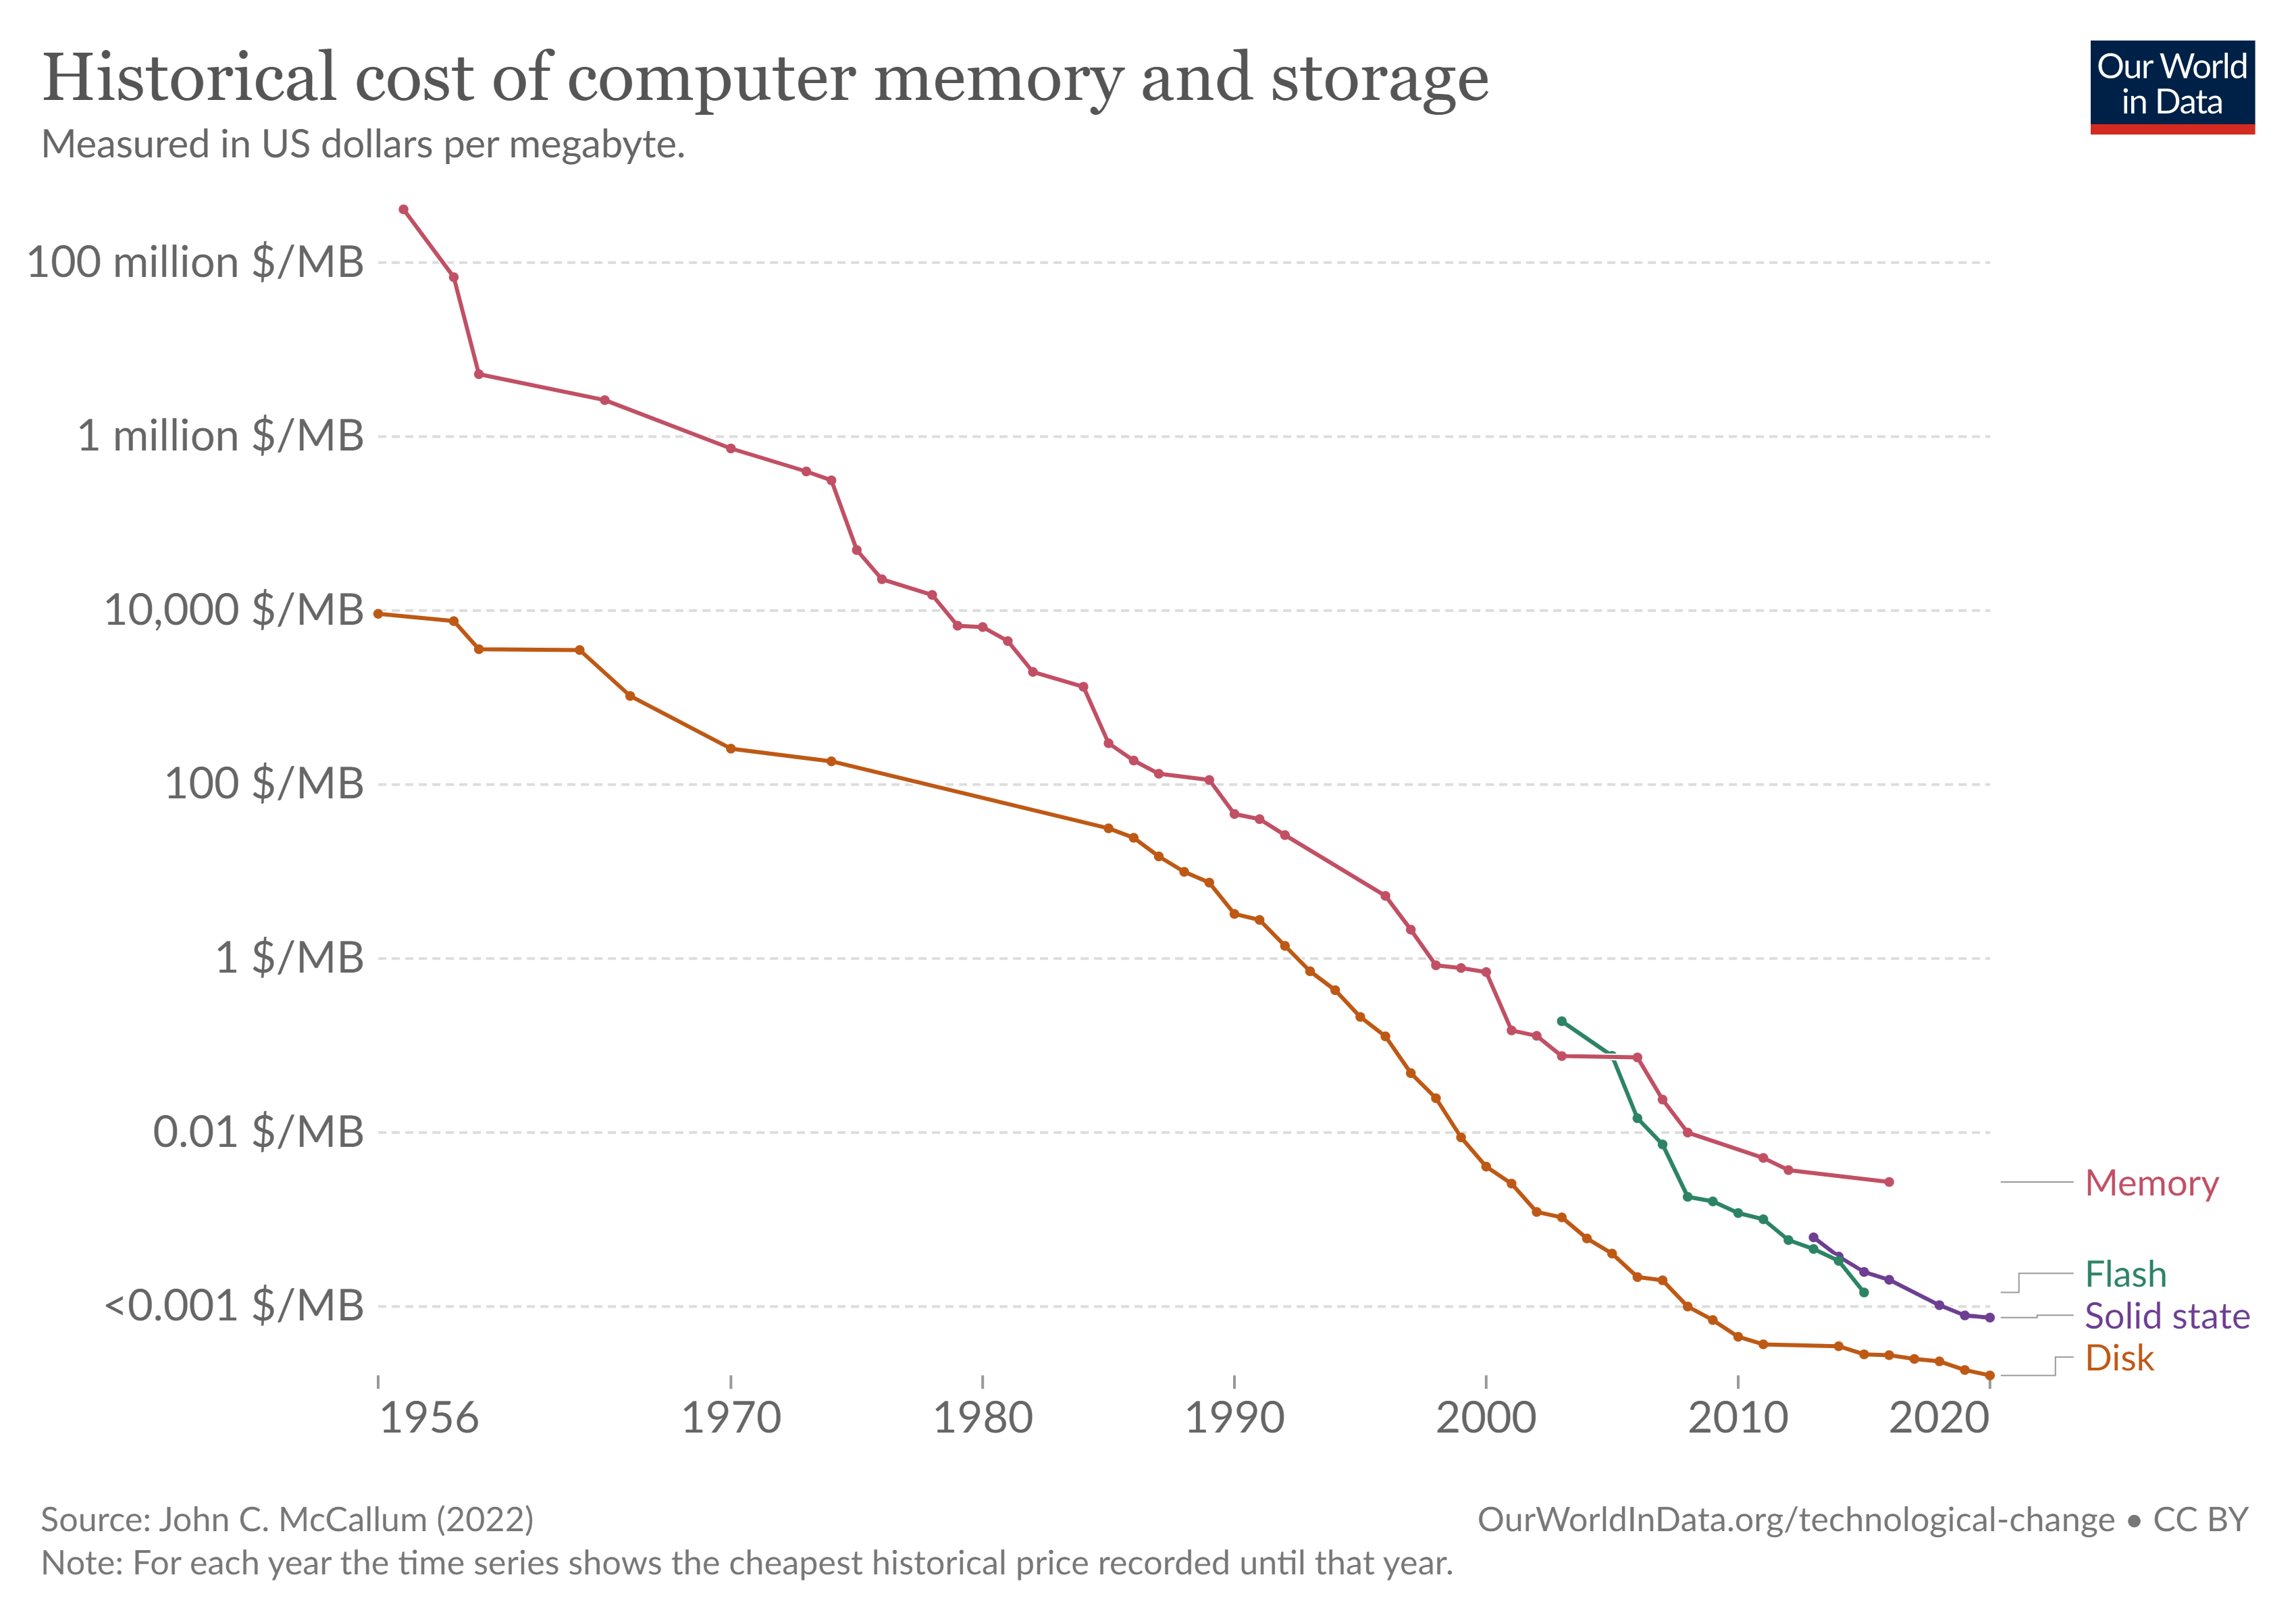 Historical cost of computer memory and storage
Measured in US dollars per megabyte.
Our World
in Data
100 million $/MB
1 million $/MB
10,000 $/MB
100 $/MB
1 $/MB
0.01 $/MB
<0.001 $/MB
Memory
Flash
Solid state
Disk
1956 1970 1980 1990 2000 2010 2020
Source: John C. McCallum (2022)
OurWorldInData.org/technological-change • CC BY
Note: For each year the time series shows the cheapest historical price recorded until that year.